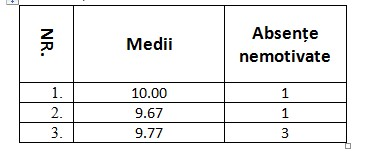 NR. Medii Absențe nemotivate
1. 10.00 1
2. 9.67 1
3. 9.77 3